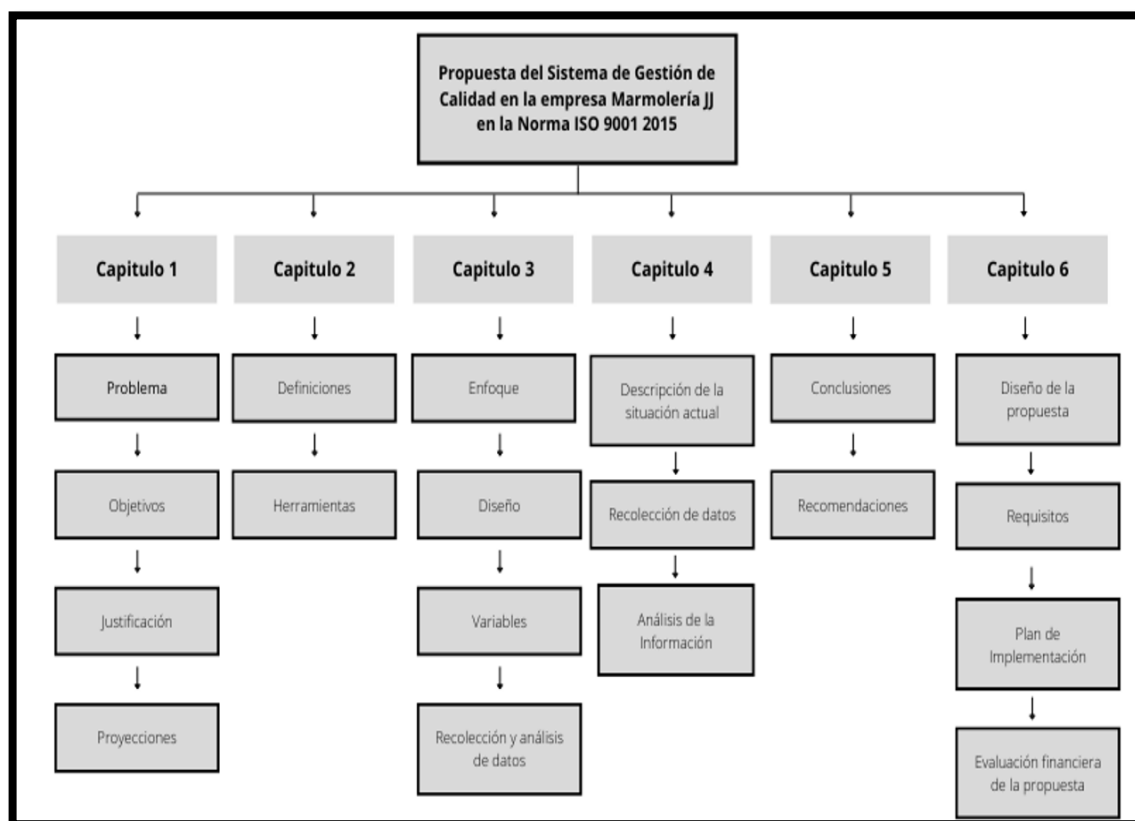 Propuesta del Sistema de Gestión de
Calidad en la empresa Marmolería JJ
en la Norma ISO 9001 2015
Capitulo 1
Capitulo 2
Capitulo 3
Capitulo 4
Capitulo 5
Capitulo 6
Problema
Objetivos
Justificación
Proyecciones
Definiciones
Herramientas
Enfoque
Diseño
Variables
Recolección y análisis
de datos
Descripción de la
situación actual
Recolección de datos
Análisis de la
Información
Conclusiones
Recomendaciones
Diseño de la
propuesta
Requisitos
Plan de
Implementación
Evaluación financiera
de la propuesta